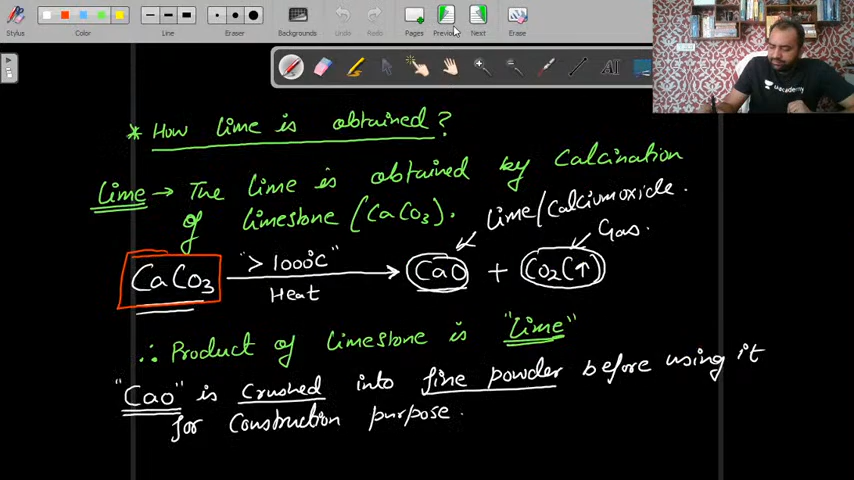 Stylus
Color
Line
Eraser
Backgrounds
Undo
Redo
Pages
Previous
Next
Erase
unacademy
* How lime is obtained?
Lime → The lime is obtained by Calcination
of limestone (CaCO3).
lime/calciumoxide.
Gas.
CaCO3 "> 1000°C" Heat → CaO + CO2(↑)
∴ Product of limestone is "lime"
"Cao" is crushed into fine powder before using it
for construction purpose.